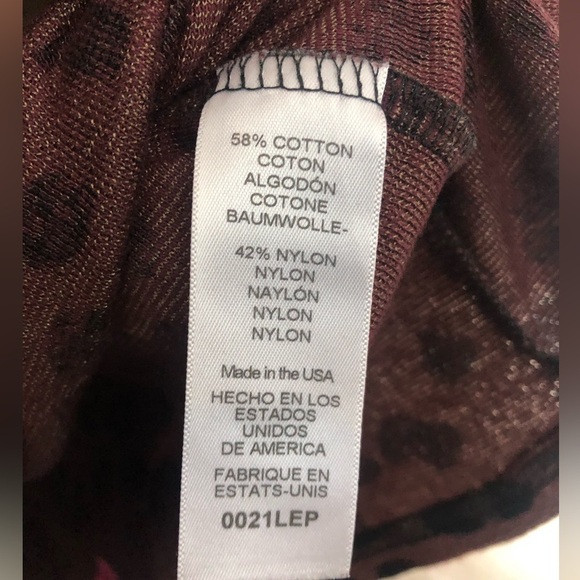 58% COTTON
COTON
ALGODÓN
COTONE
BAUMWOLLE-
42% NYLON
NYLON
NAYLÓN
NYLON
NYLON
Made in the USA
HECHO EN LOS
ESTADOS
UNIDOS
DE AMERICA
FABRIQUE EN
ESTATS-UNIS
0021LEP